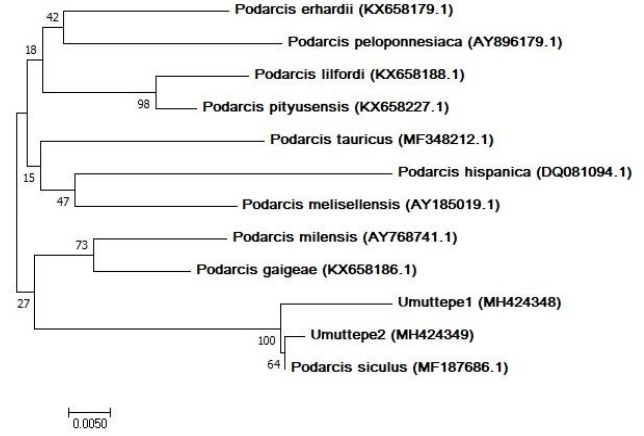 Podarcis erhardii (KX658179.1)
42
Podarcis peloponnesiaca (AY896179.1)
18
Podarcis lilfordi (KX658188.1)
98
Podarcis pityusensis (KX658227.1)
Podarcis tauricus (MF348212.1)
15
Podarcis hispanica (DQ081094.1)
47
Podarcis melisellensis (AY185019.1)
Podarcis milensis (AY768741.1)
73
Podarcis gaigeae (KX658186.1)
27
Umuttepe1 (MH424348)
Umuttepe2 (MH424349)
100
64
Podarcis siculus (MF187686.1)
0.0050